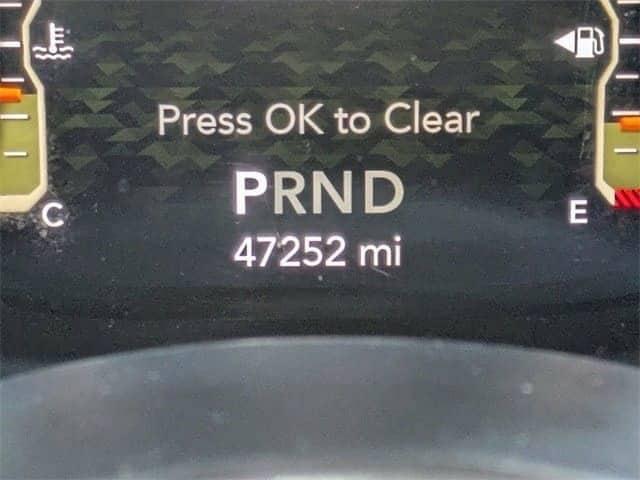 Press OK to Clear
PRND
C
E
47252 mi